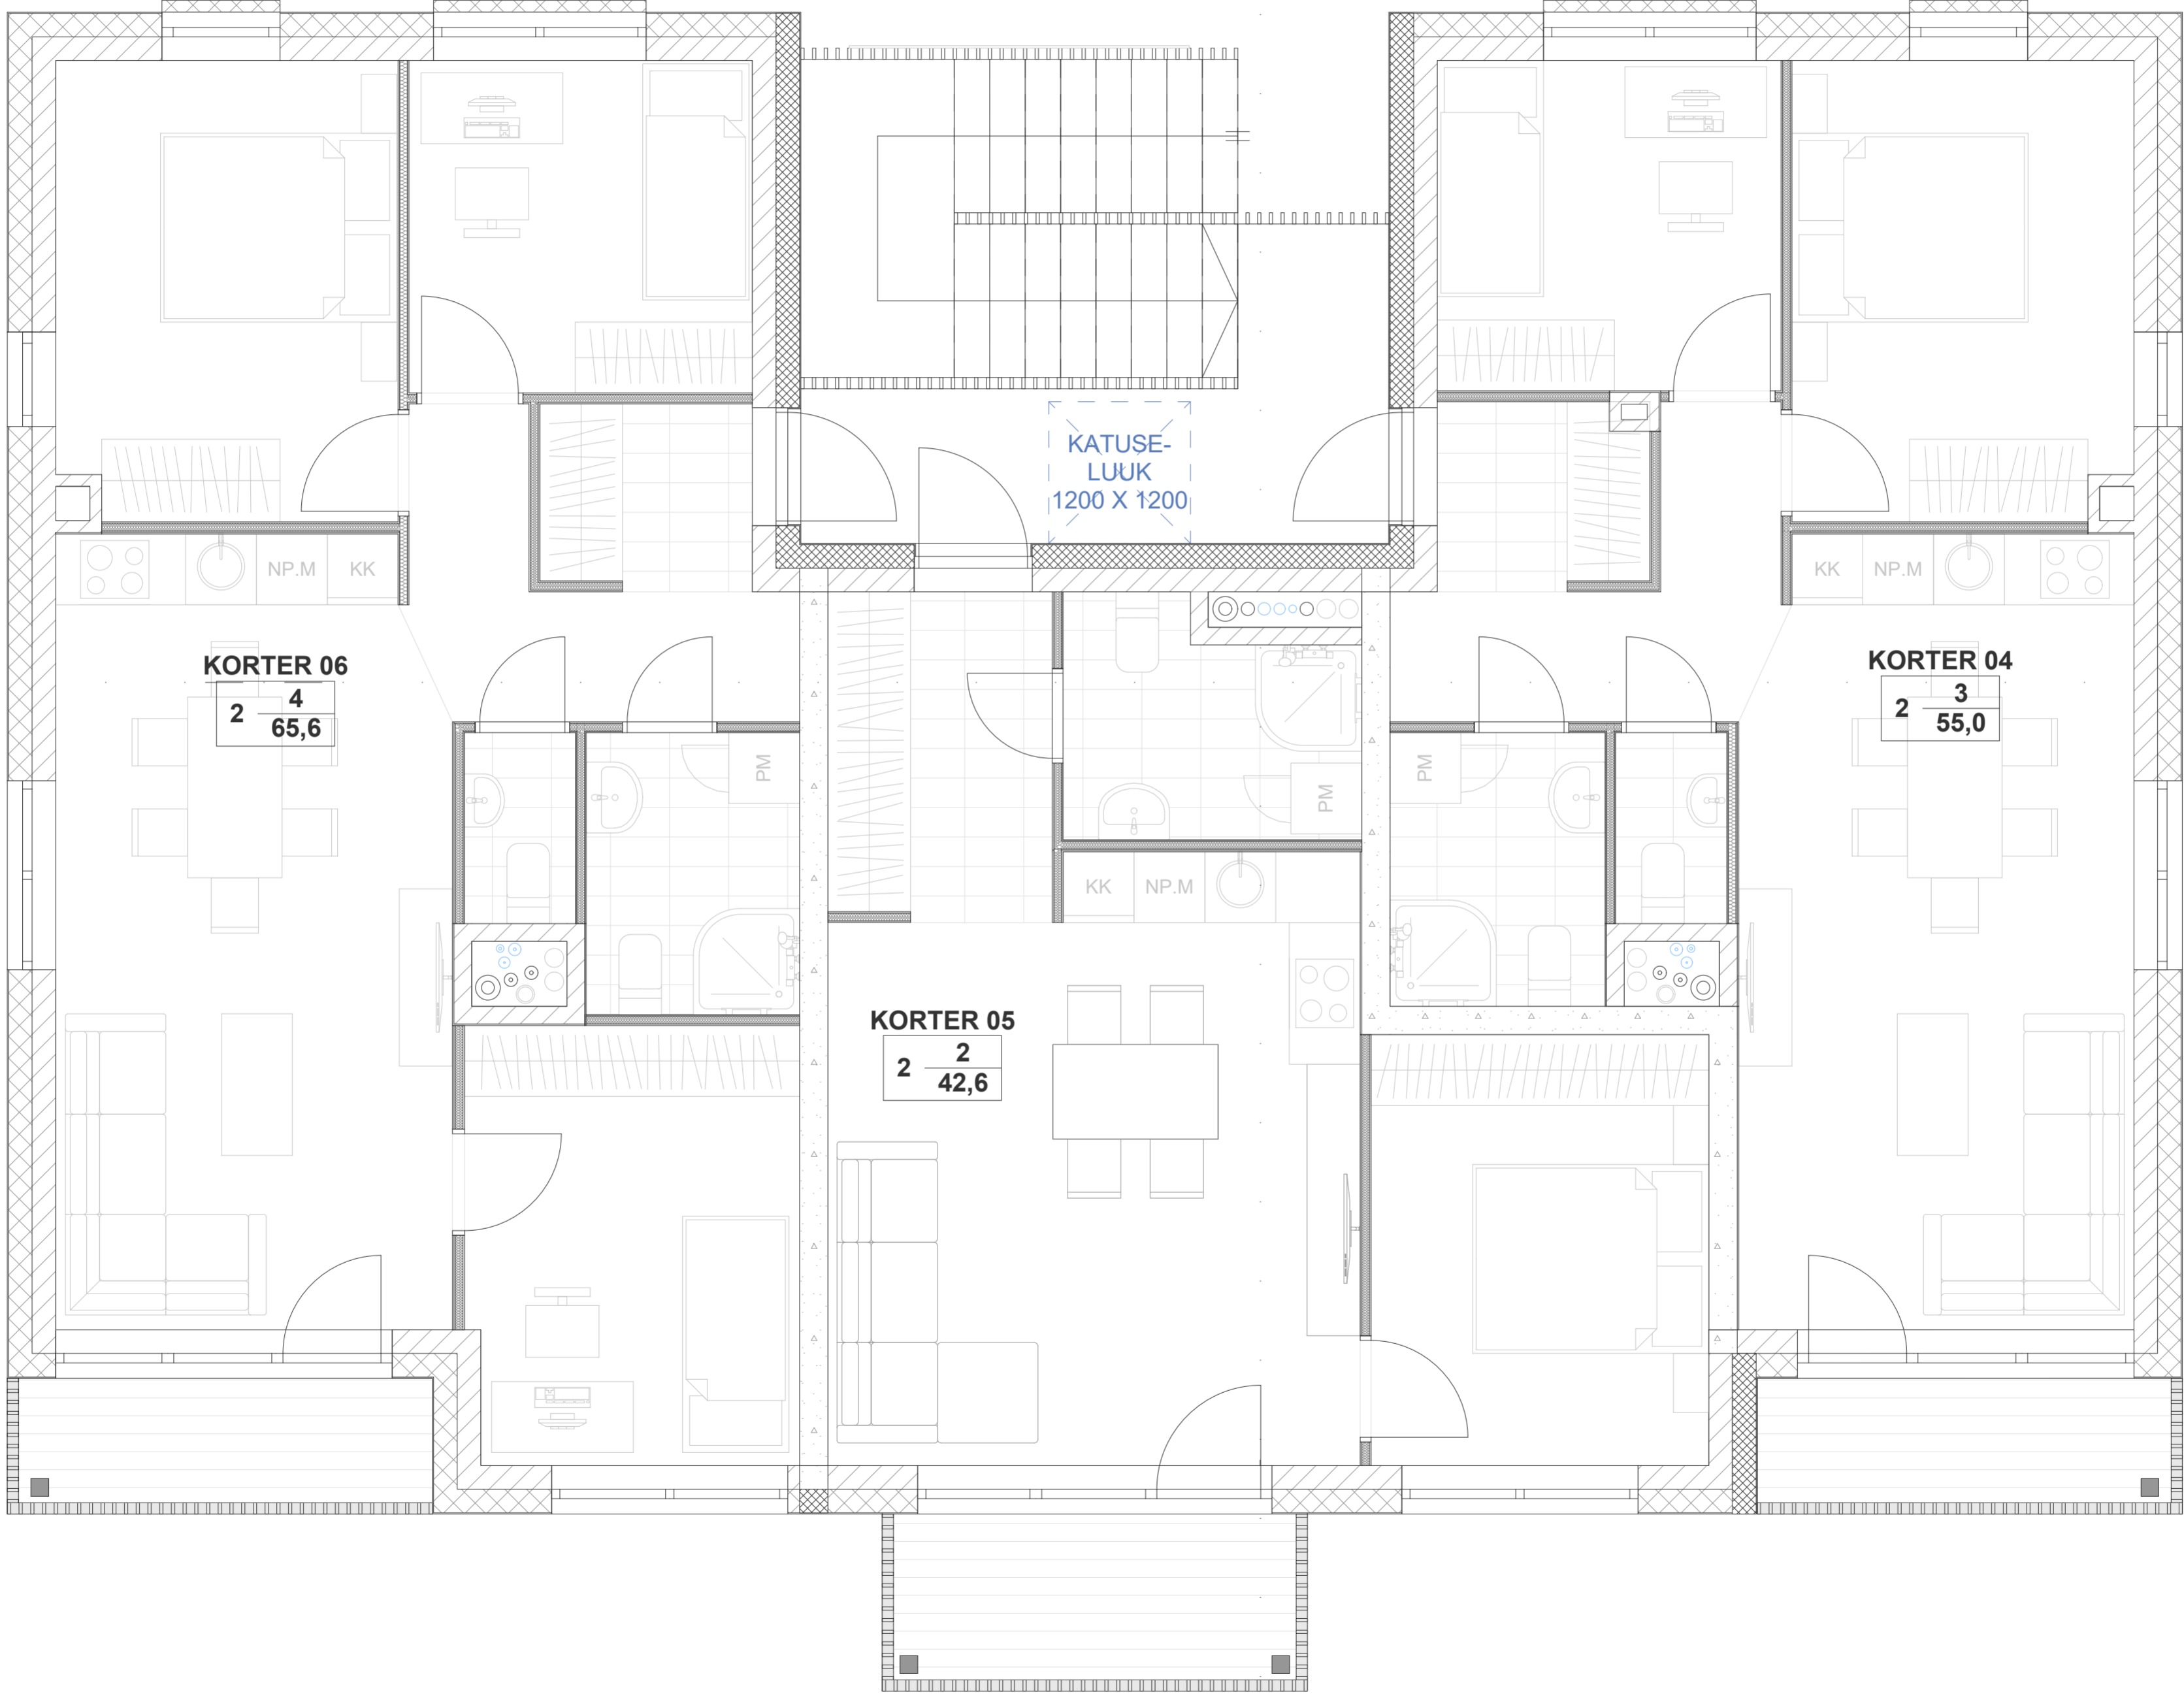 KATUSE-
LUUK
1200 X 1200
NP.M
KK
KK
NP.M
KORTER 06
2
4
65,6
KORTER 04
2
3
55,0
PM
PM
PM
KK
NP.M
KORTER 05
2
2
42,6